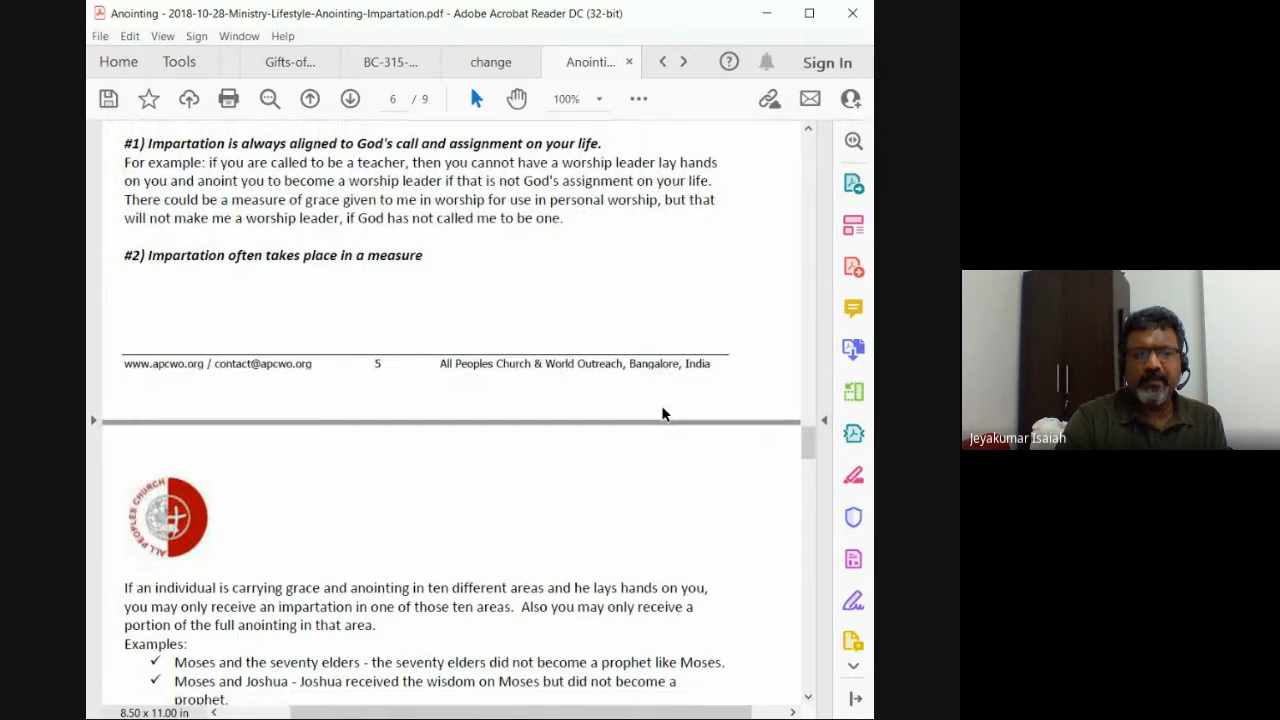 Anointing - 2018-10-28-Ministry-Lifestyle-Anointing-Impartation.pdf - Adobe Acrobat Reader DC (32-bit)
File Edit View Sign Window Help
Home Tools Gifts-of... BC-315-... change Anointi... × Sign In
6 / 9 100%
#1) Impartation is always aligned to God's call and assignment on your life.
For example: if you are called to be a teacher, then you cannot have a worship leader lay hands
on you and anoint you to become a worship leader if that is not God's assignment on your life.
There could be a measure of grace given to me in worship for use in personal worship, but that
will not make me a worship leader, if God has not called me to be one.
#2) Impartation often takes place in a measure
www.apcwo.org / contact@apcwo.org 5 All Peoples Church & World Outreach, Bangalore, India
ALL PEOPLES CHURCH
If an individual is carrying grace and anointing in ten different areas and he lays hands on you,
you may only receive an impartation in one of those ten areas. Also you may only receive a
portion of the full anointing in that area.
Examples:
✓ Moses and the seventy elders - the seventy elders did not become a prophet like Moses.
✓ Moses and Joshua - Joshua received the wisdom on Moses but did not become a
prophet.
8.50 x 11.00 in
Jeyakumar Isaiah